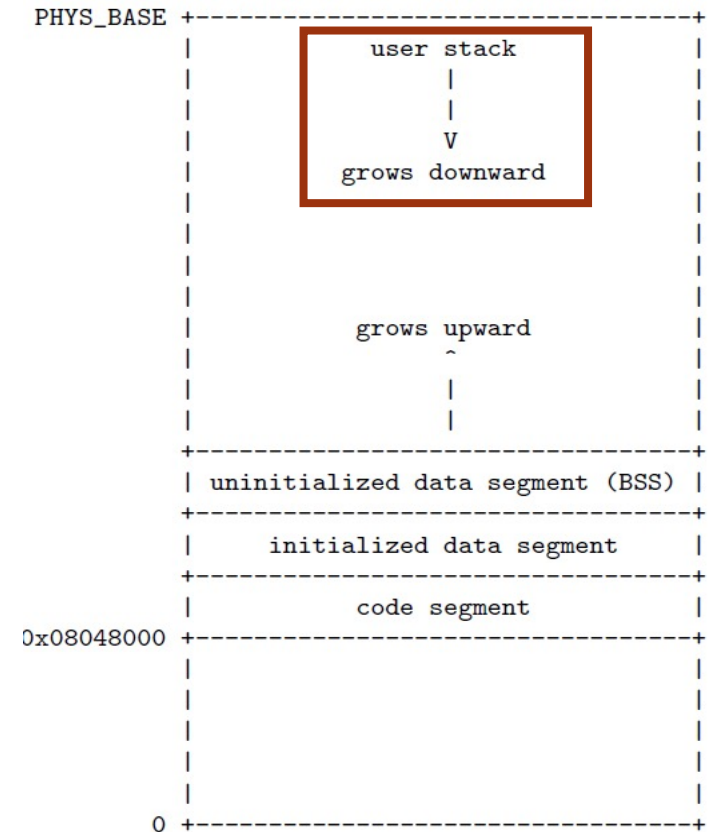 PHYS_BASE +----------------------------------+
| user stack |
| | |
| | |
| V |
| grows downward |
| |
| |
| |
| |
| grows upward |
| ^ |
| | |
| | |
+----------------------------------+
| uninitialized data segment (BSS) |
+----------------------------------+
| initialized data segment |
+----------------------------------+
| code segment |
0x08048000 +----------------------------------+
| |
| |
| |
| |
| |
0 +----------------------------------+